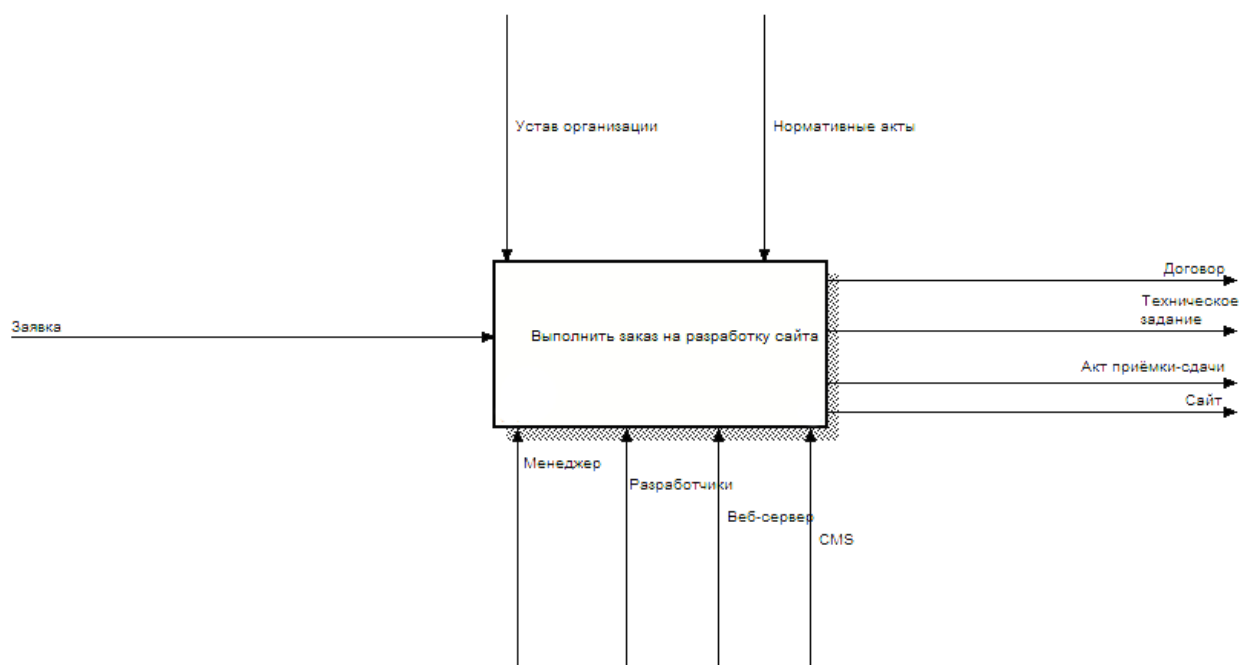 Устав организации
Нормативные акты
Договор
Техническое
задание
Заявка
Выполнить заказ на разработку сайта
Акт приёмки-сдачи
Сайт
Менеджер
Разработчики
Веб-сервер
CMS